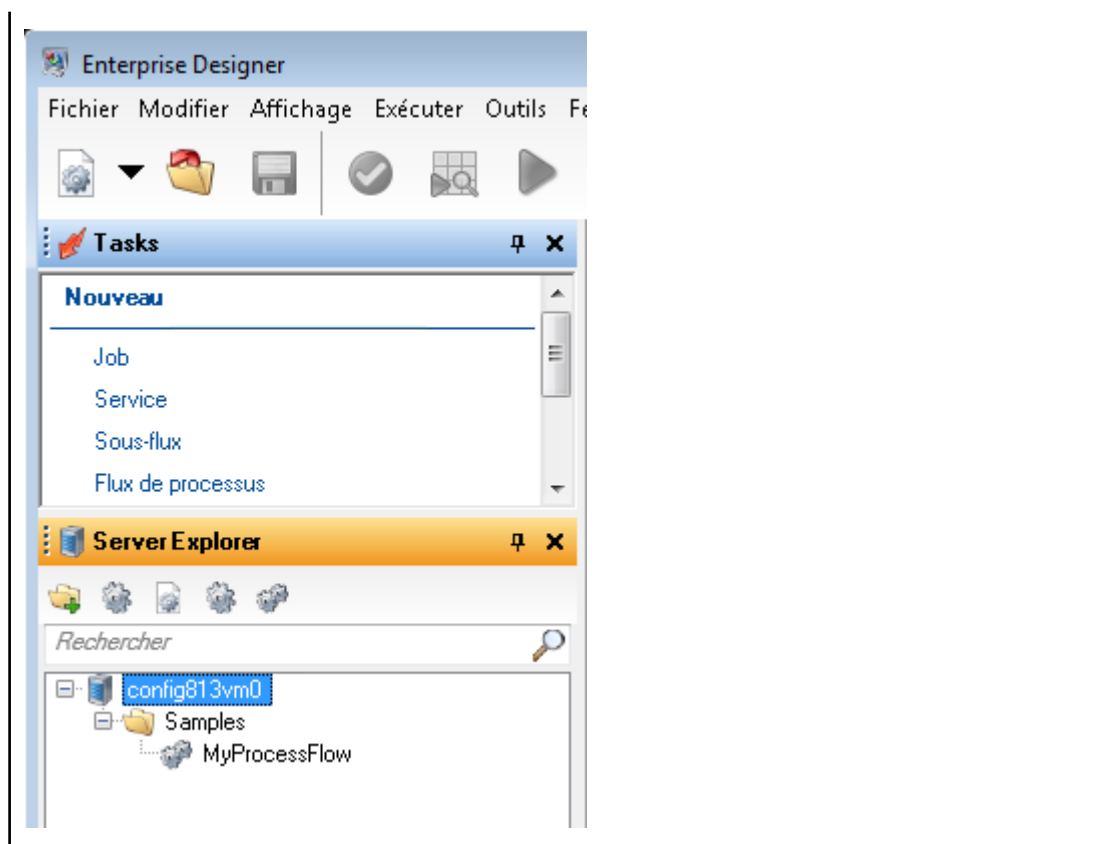 Enterprise Designer
Fichier Modifier Affichage Exécuter Outils
Tasks
Nouveau
Job
Service
Sous-flux
Flux de processus
Server Explorer
Rechercher
config813vm0
Samples
MyProcessFlow